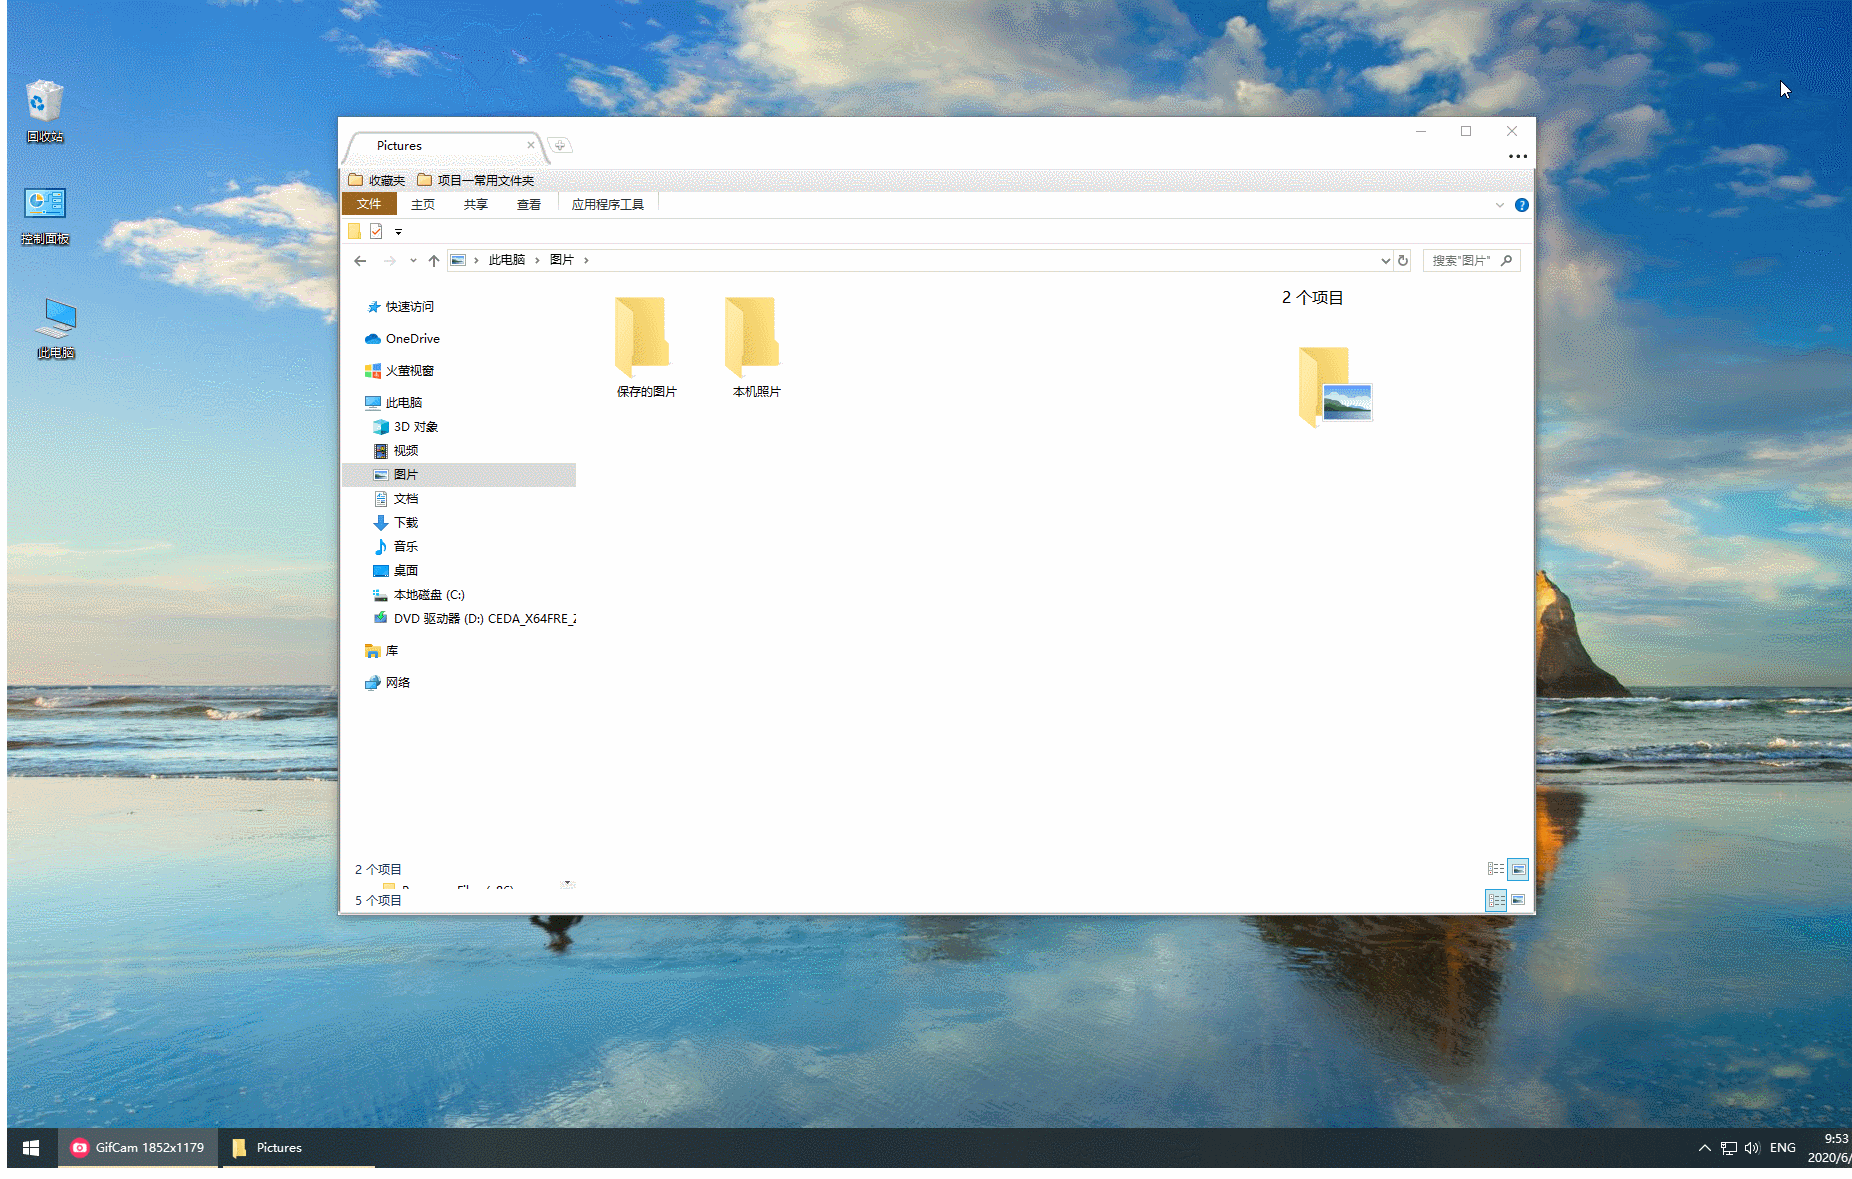 回收站
控制面板
此电脑
Pictures
收藏夹 项目一常用文件夹
文件 主页 共享 查看 应用程序工具
此电脑 图片
搜索"图片"
快速访问
OneDrive
火萤视窗
此电脑
3D 对象
视频
图片
文档
下载
音乐
桌面
本地磁盘 (C:)
DVD 驱动器 (D:) CEDA_X64FRE_Z
库
网络
保存的图片
本机照片
2 个项目
2 个项目
5 个项目
GifCam 1852x1179
Pictures
ENG
9:53
2020/6/